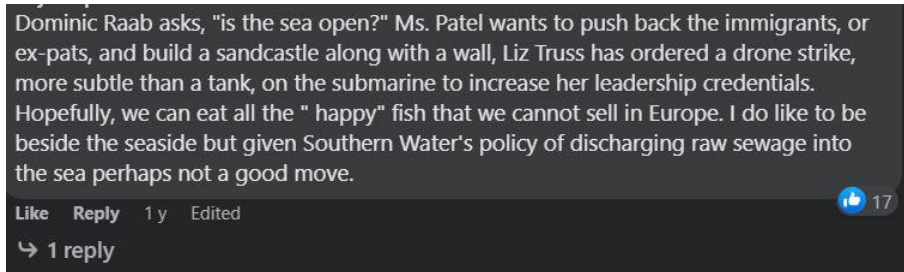 Dominic Raab asks, "is the sea open?" Ms. Patel wants to push back the immigrants, or
ex-pats, and build a sandcastle along with a wall, Liz Truss has ordered a drone strike,
more subtle than a tank, on the submarine to increase her leadership credentials.
Hopefully, we can eat all the " happy" fish that we cannot sell in Europe. I do like to be
beside the seaside but given Southern Water's policy of discharging raw sewage into
the sea perhaps not a good move.
17
Like Reply 1 y Edited
1 reply